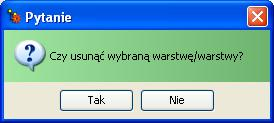 Pytanie
Czy usunąć wybraną warstwę/warstwy?
Tak
Nie